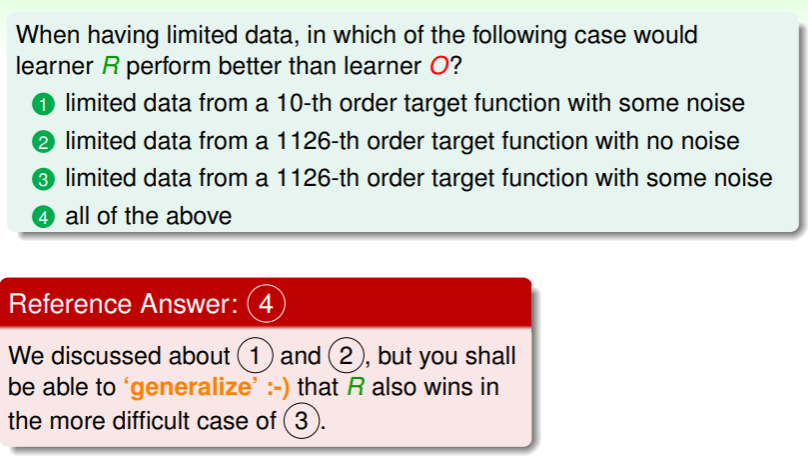 When having limited data, in which of the following case would
learner R perform better than learner O?
1 limited data from a 10-th order target function with some noise
2 limited data from a 1126-th order target function with no noise
3 limited data from a 1126-th order target function with some noise
4 all of the above
Reference Answer: 4
We discussed about 1 and 2, but you shall
be able to ‘generalize’ :-) that R also wins in
the more difficult case of 3.